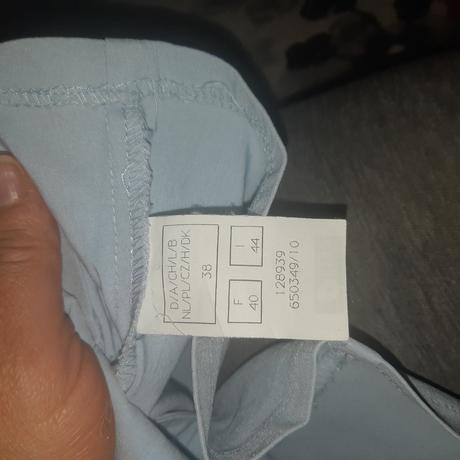 D/A/CH/L/B
NL/PL/CZ/H/DK
38
F
40
I
44
128939
650349/10